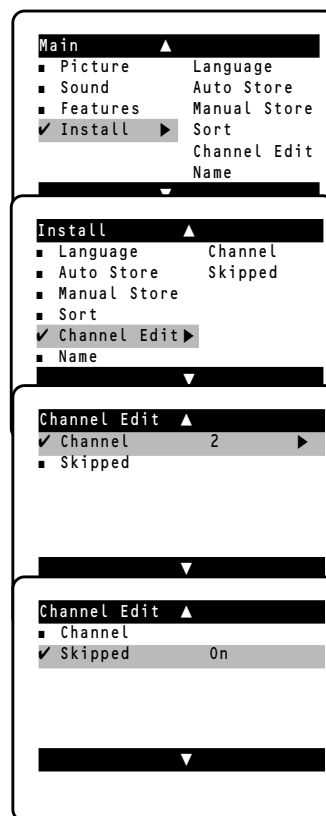 Main ▲
▪ Picture Language
▪ Sound Auto Store
▪ Features Manual Store
✔ Install ▶ Sort
Channel Edit
Name
▼
Install ▲
▪ Language Channel
▪ Auto Store Skipped
▪ Manual Store
▪ Sort
✔ Channel Edit ▶
▪ Name
▼
Channel Edit ▲
✔ Channel 2 ▶
▪ Skipped
▼
Channel Edit ▲
▪ Channel
✔ Skipped On
▼